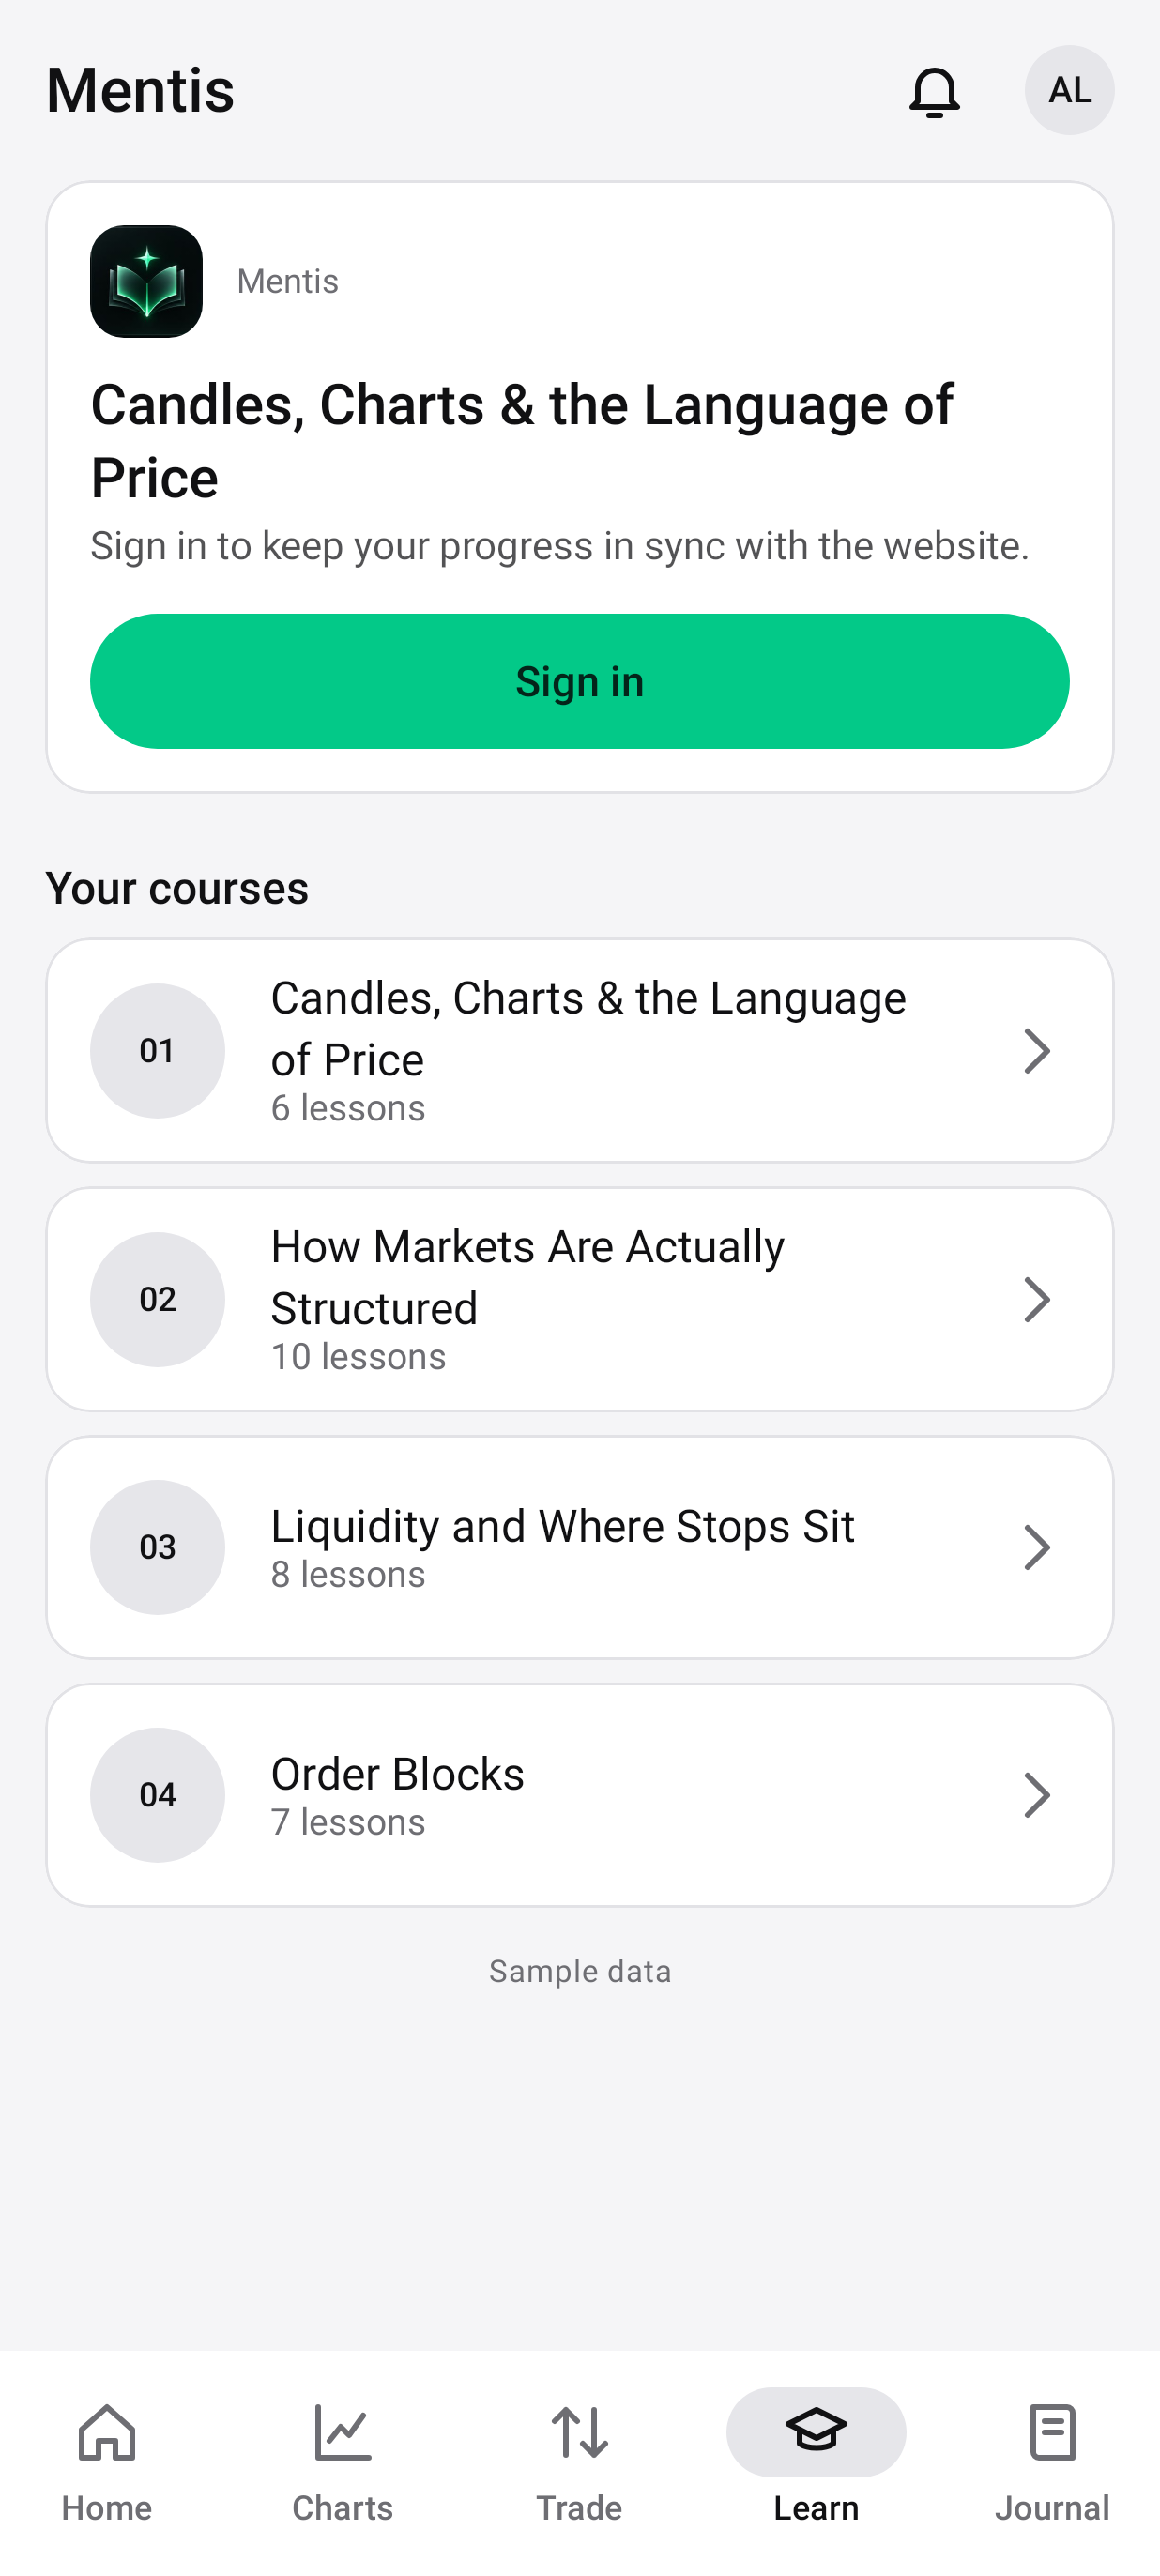 Mentis
AL
Mentis
Candles, Charts & the Language of
Price
Sign in to keep your progress in sync with the website.
Sign in
Your courses
01
Candles, Charts & the Language
of Price
6 lessons
02
How Markets Are Actually
Structured
10 lessons
03
Liquidity and Where Stops Sit
8 lessons
04
Order Blocks
7 lessons
Sample data
Home
Charts
Trade
Learn
Journal